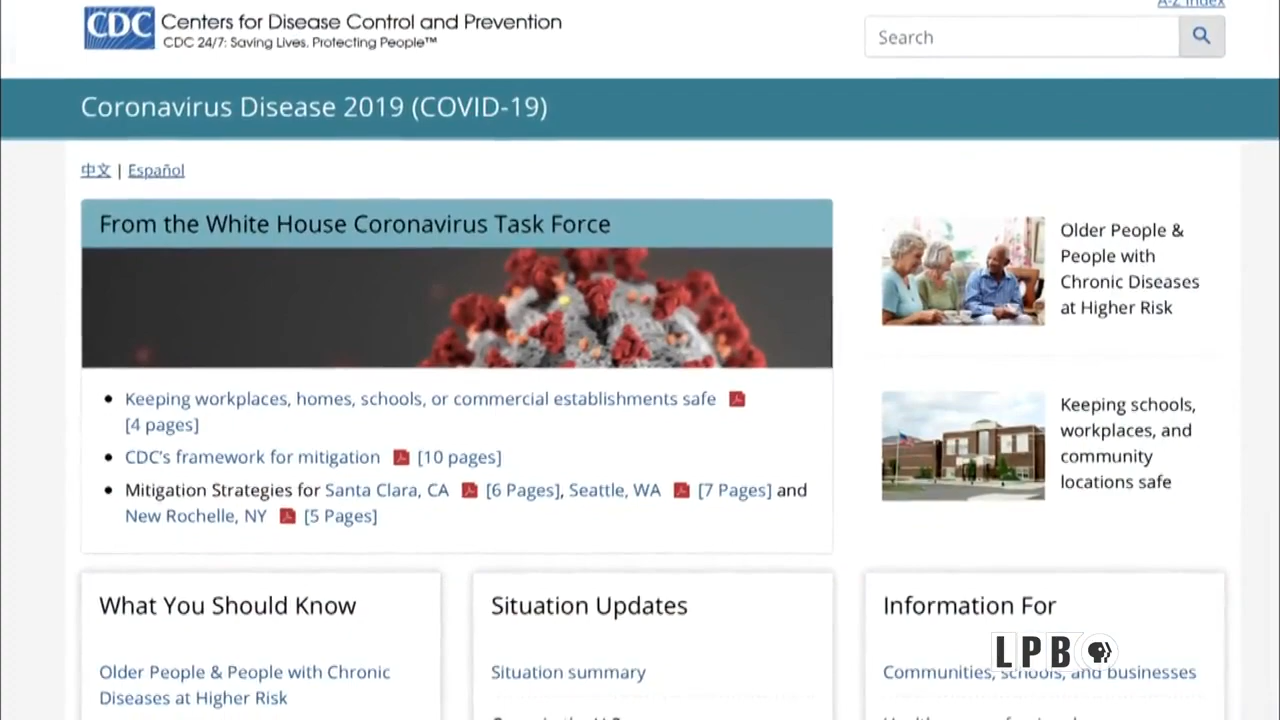 A-Z Index
CDC
Centers for Disease Control and Prevention
CDC 24/7: Saving Lives. Protecting People™
Search
Coronavirus Disease 2019 (COVID-19)
中文 | Español
From the White House Coronavirus Task Force
Keeping workplaces, homes, schools, or commercial establishments safe
[4 pages]
CDC's framework for mitigation [10 pages]
Mitigation Strategies for Santa Clara, CA [6 Pages], Seattle, WA [7 Pages] and
New Rochelle, NY [5 Pages]
Older People &
People with
Chronic Diseases
at Higher Risk
Keeping schools,
workplaces, and
community
locations safe
What You Should Know
Older People & People with Chronic
Diseases at Higher Risk
Situation Updates
Situation summary
Information For
Communities, schools, and businesses
LPB